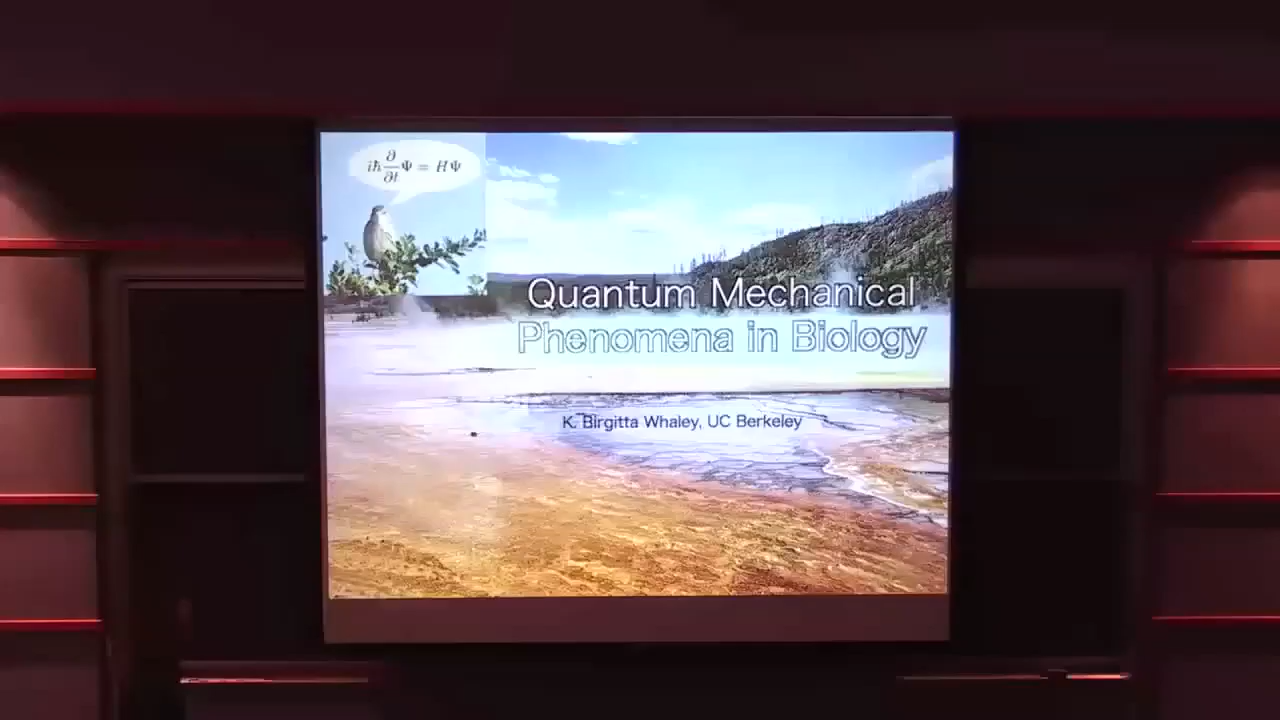 iℏ ∂/∂t Ψ = HΨ
Quantum Mechanical
Phenomena in Biology
K. Birgitta Whaley, UC Berkeley